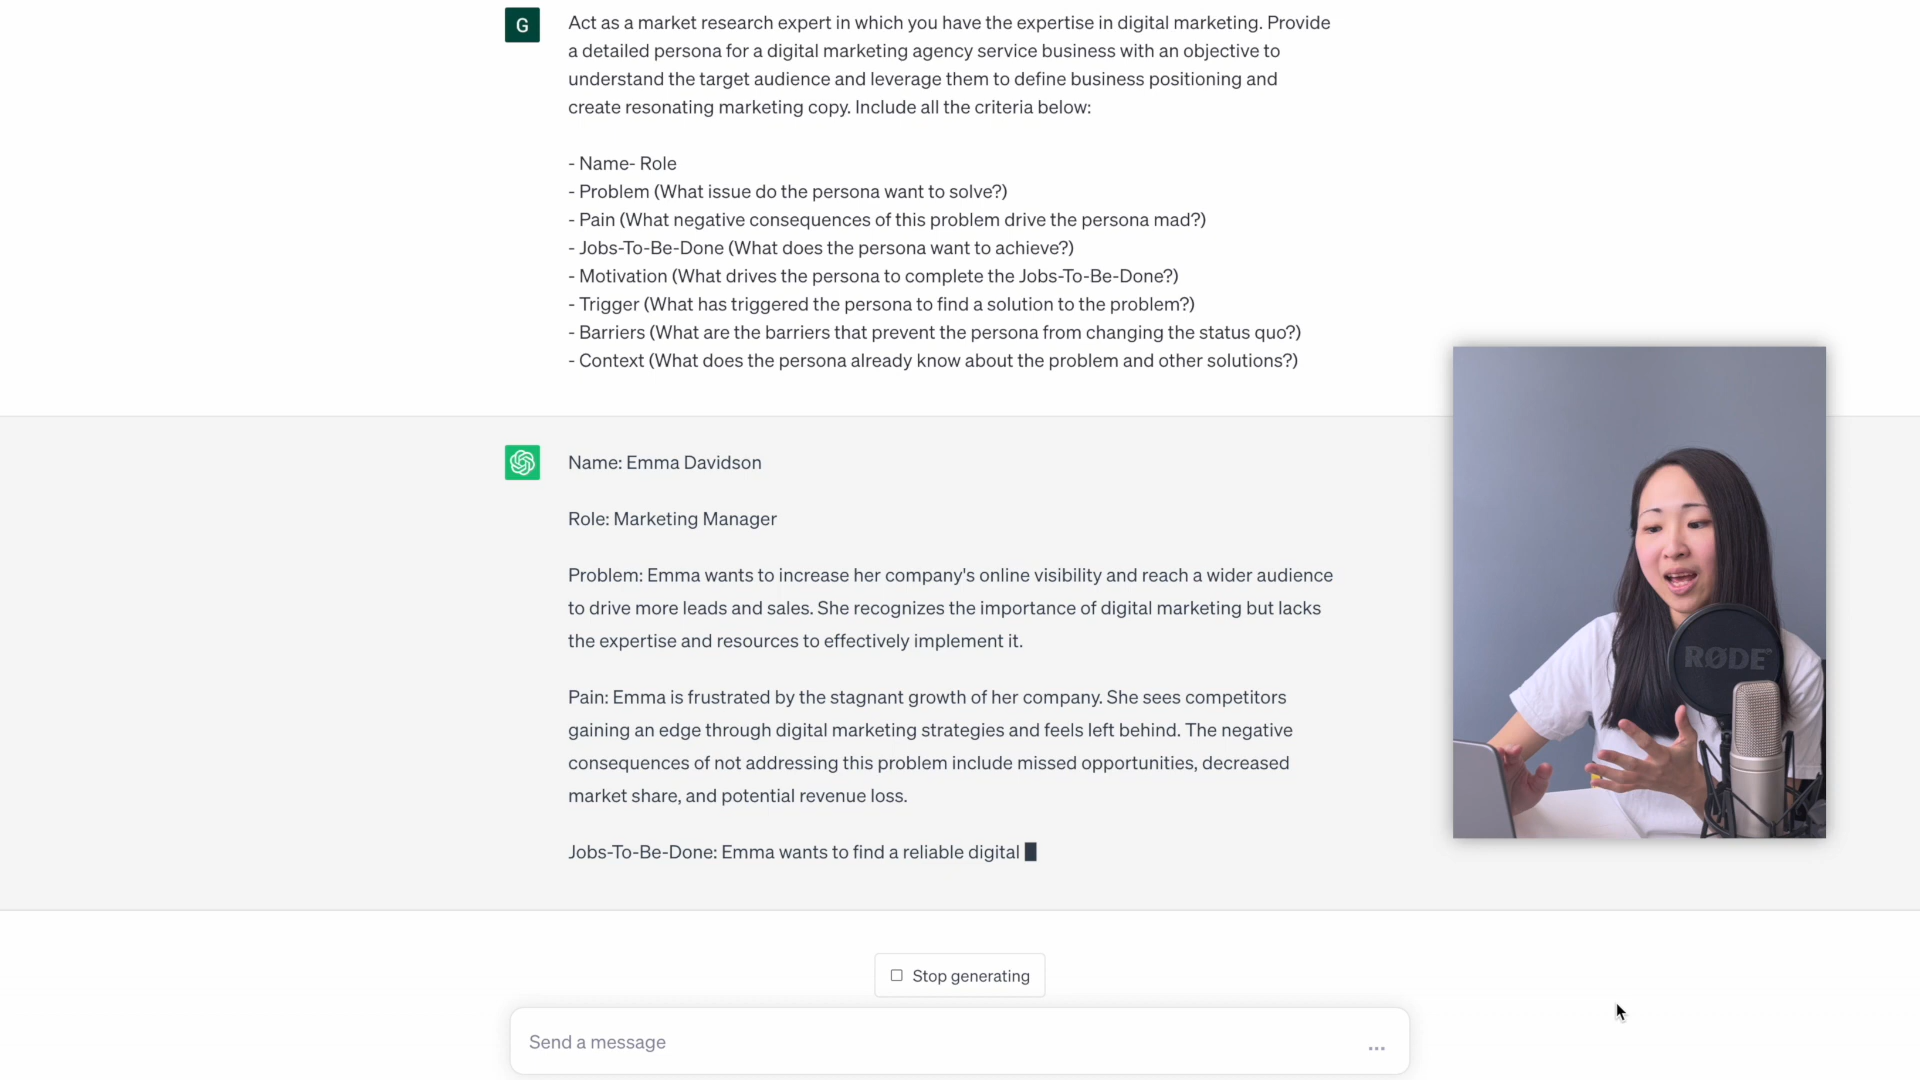 G
Act as a market research expert in which you have the expertise in digital marketing. Provide
a detailed persona for a digital marketing agency service business with an objective to
understand the target audience and leverage them to define business positioning and
create resonating marketing copy. Include all the criteria below:
- Name- Role
- Problem (What issue do the persona want to solve?)
- Pain (What negative consequences of this problem drive the persona mad?)
- Jobs-To-Be-Done (What does the persona want to achieve?)
- Motivation (What drives the persona to complete the Jobs-To-Be-Done?)
- Trigger (What has triggered the persona to find a solution to the problem?)
- Barriers (What are the barriers that prevent the persona from changing the status quo?)
- Context (What does the persona already know about the problem and other solutions?)
Name: Emma Davidson
Role: Marketing Manager
Problem: Emma wants to increase her company's online visibility and reach a wider audience
to drive more leads and sales. She recognizes the importance of digital marketing but lacks
the expertise and resources to effectively implement it.
Pain: Emma is frustrated by the stagnant growth of her company. She sees competitors
gaining an edge through digital marketing strategies and feels left behind. The negative
consequences of not addressing this problem include missed opportunities, decreased
market share, and potential revenue loss.
Jobs-To-Be-Done: Emma wants to find a reliable digital
RØDE™
Stop generating
Send a message
...